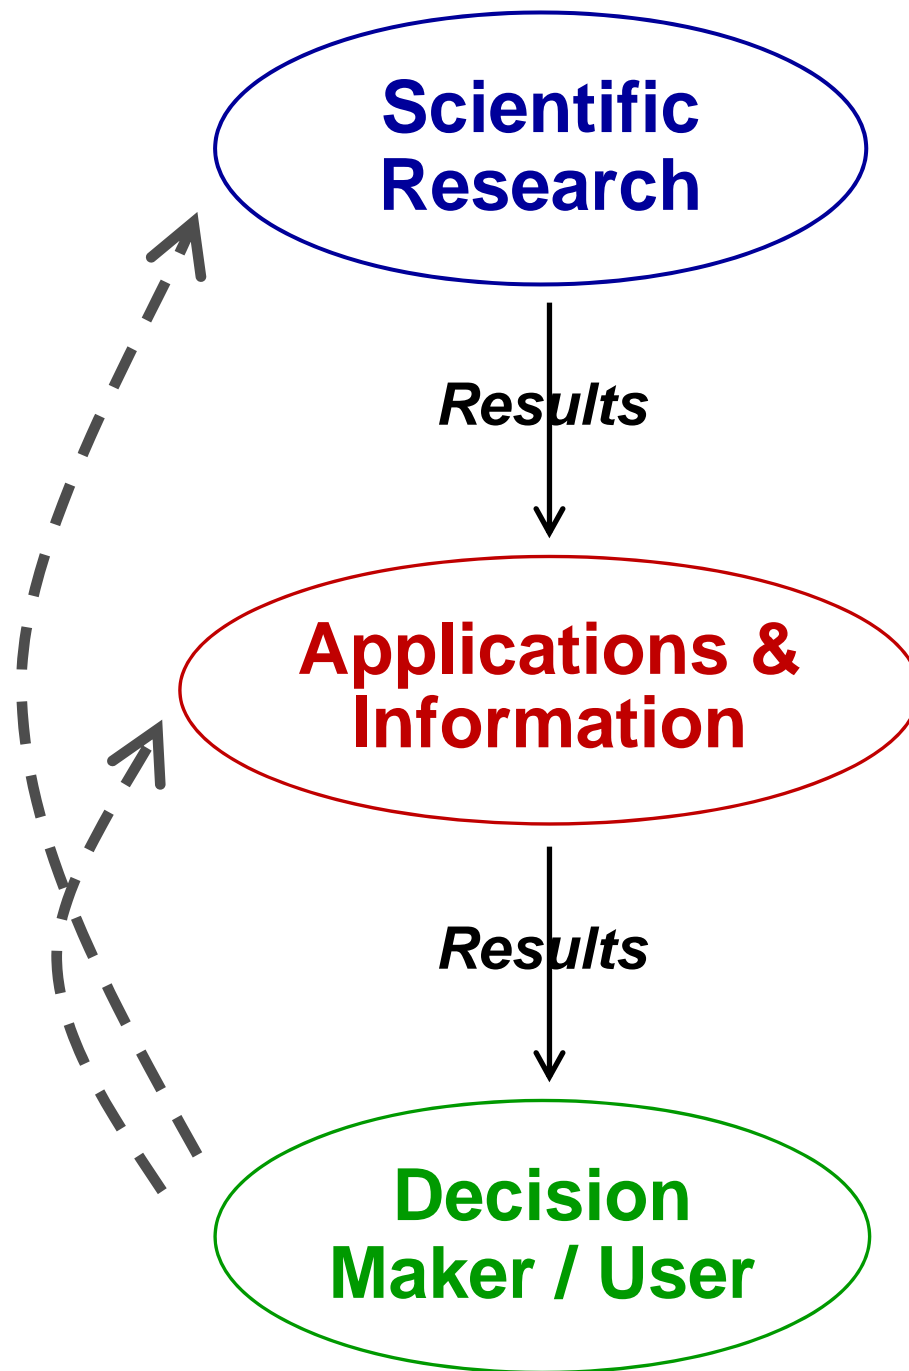 Scientific
Research
Results
Applications &
Information
Results
Decision
Maker / User